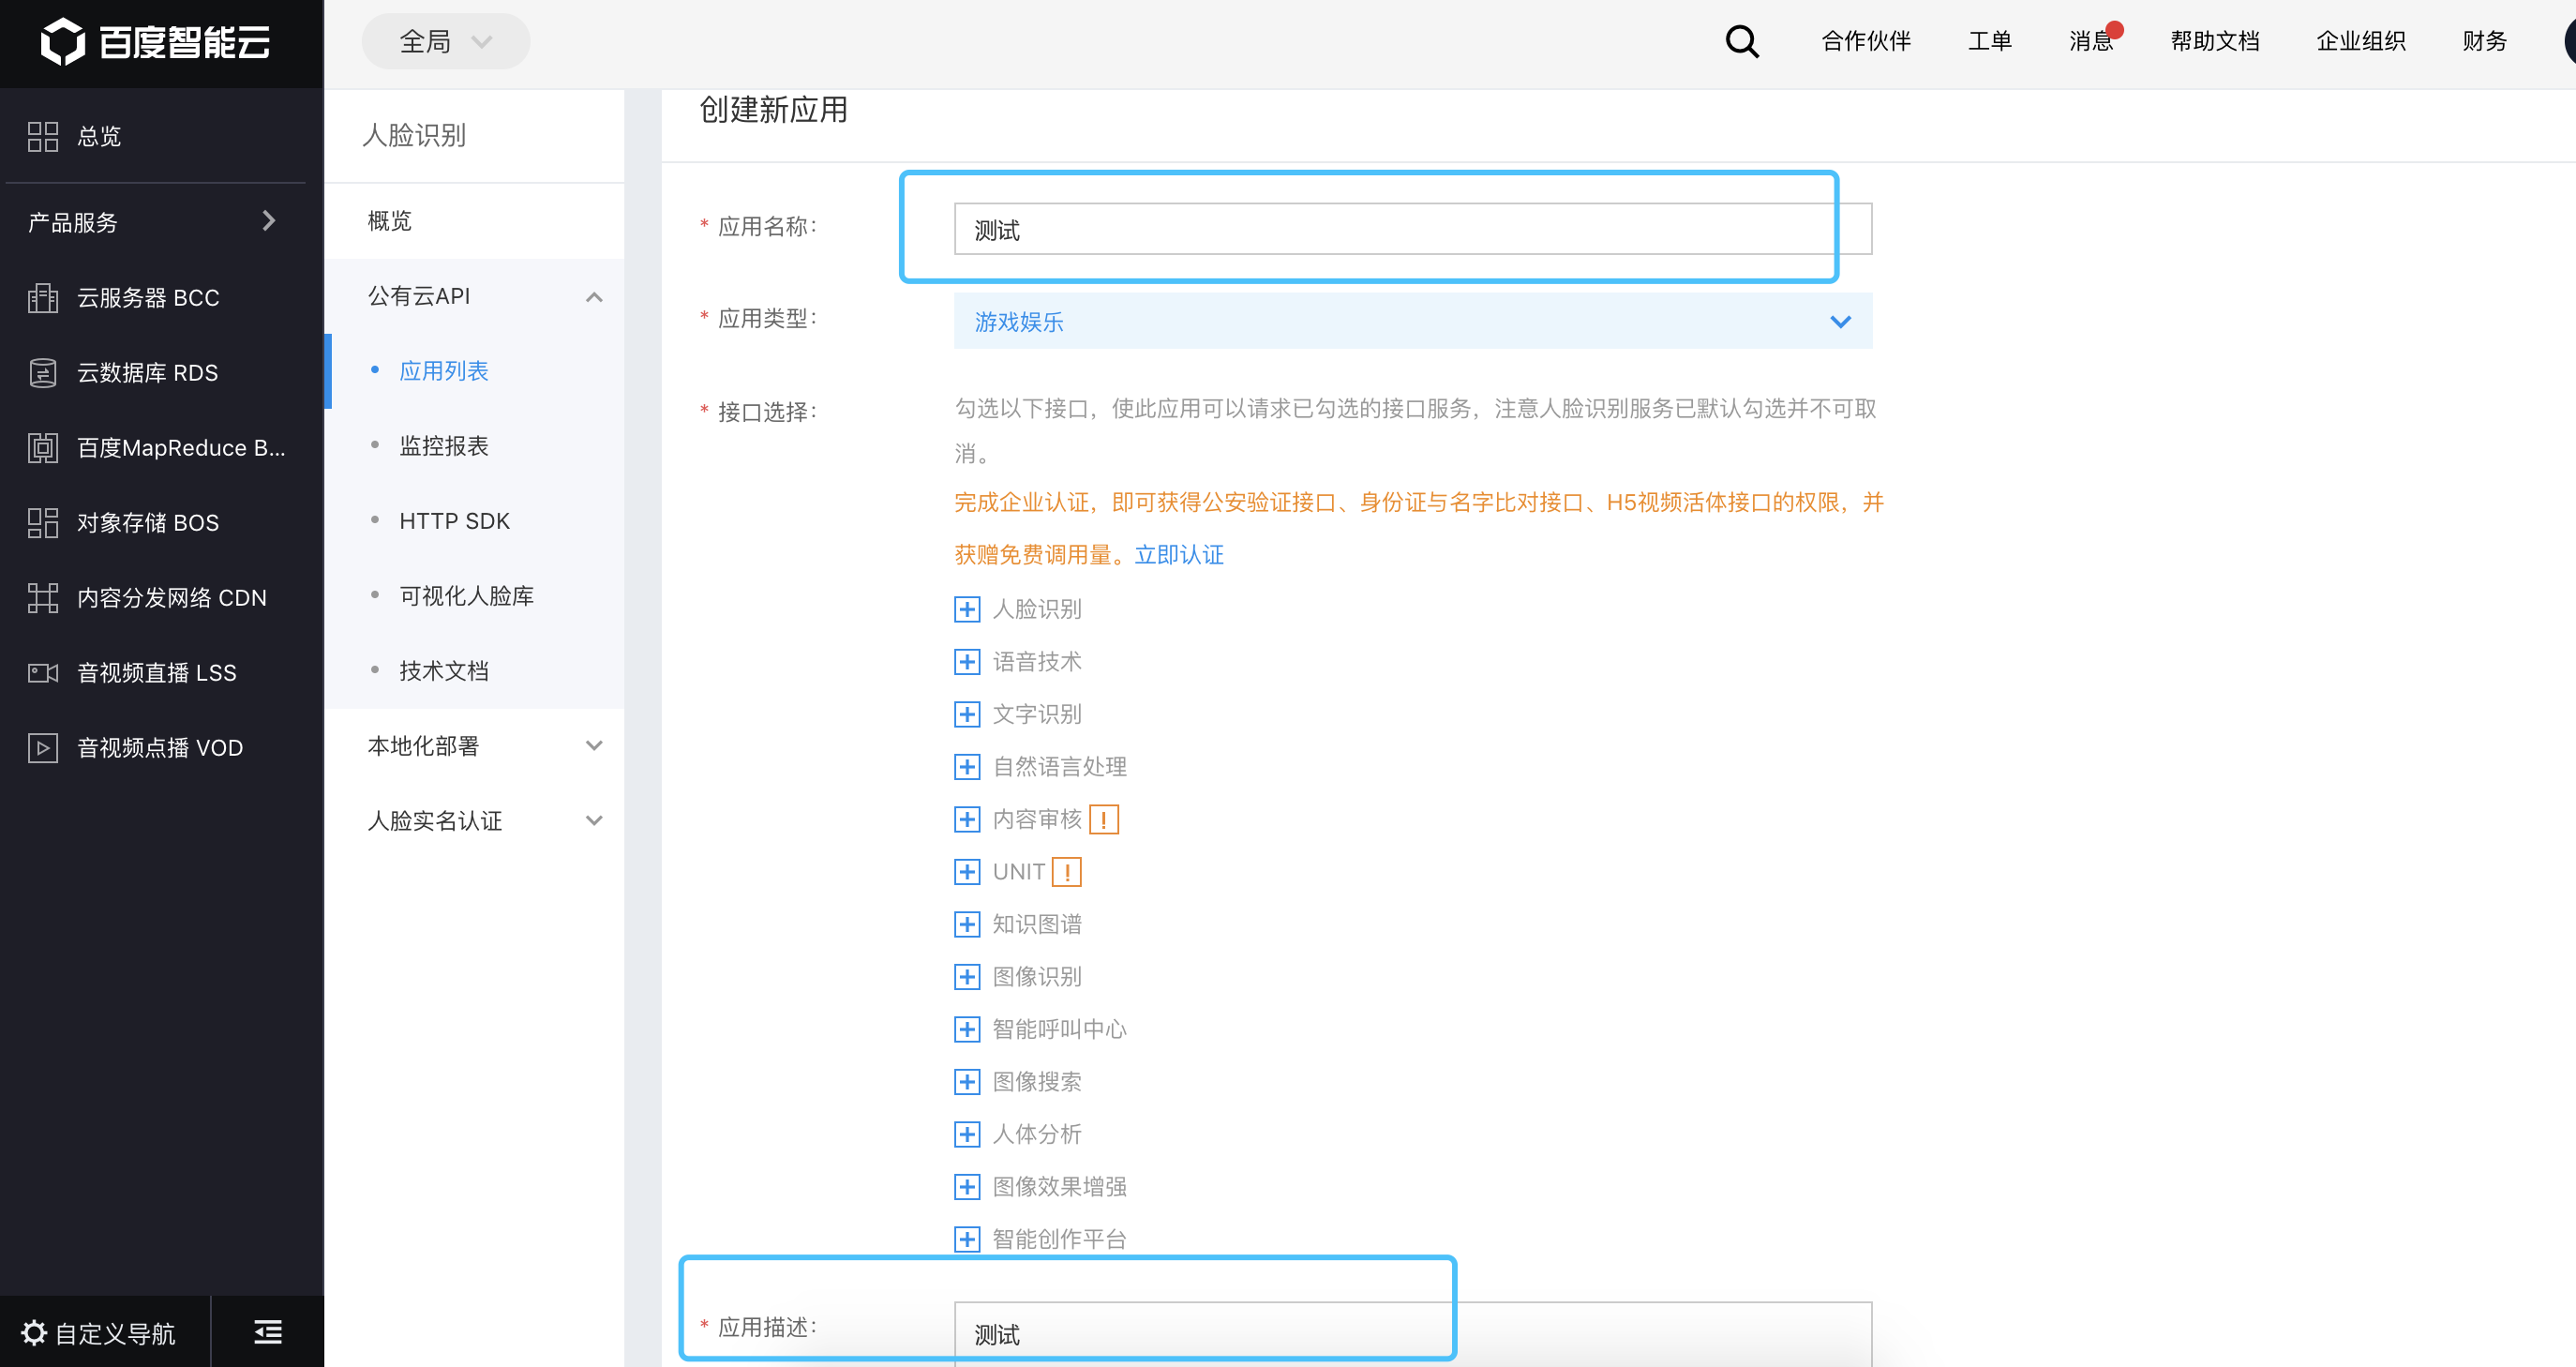 百度智能云
全局
合作伙伴
工单
消息
帮助文档
企业组织
财务
总览
产品服务
云服务器 BCC
云数据库 RDS
百度MapReduce B...
对象存储 BOS
内容分发网络 CDN
音视频直播 LSS
音视频点播 VOD
自定义导航
人脸识别
概览
公有云API
应用列表
监控报表
HTTP SDK
可视化人脸库
技术文档
本地化部署
人脸实名认证
创建新应用
* 应用名称：
测试
* 应用类型：
游戏娱乐
* 接口选择：
勾选以下接口，使此应用可以请求已勾选的接口服务，注意人脸识别服务已默认勾选并不可取
消。
完成企业认证，即可获得公安验证接口、身份证与名字比对接口、H5视频活体接口的权限，并
获赠免费调用量。立即认证
人脸识别
语音技术
文字识别
自然语言处理
内容审核 !
UNIT !
知识图谱
图像识别
智能呼叫中心
图像搜索
人体分析
图像效果增强
智能创作平台
* 应用描述：
测试